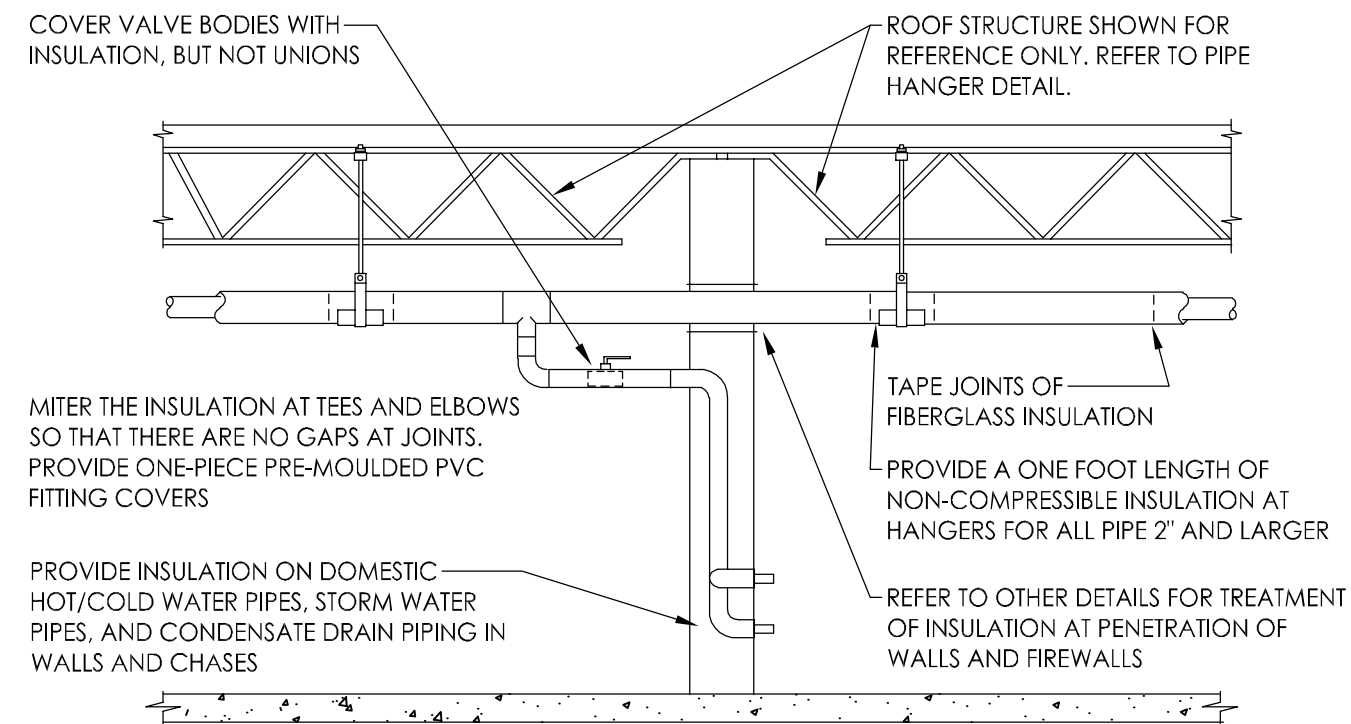 COVER VALVE BODIES WITH
INSULATION, BUT NOT UNIONS
ROOF STRUCTURE SHOWN FOR
REFERENCE ONLY. REFER TO PIPE
HANGER DETAIL.
MITER THE INSULATION AT TEES AND ELBOWS
SO THAT THERE ARE NO GAPS AT JOINTS.
PROVIDE ONE-PIECE PRE-MOULDED PVC
FITTING COVERS
TAPE JOINTS OF
FIBERGLASS INSULATION
PROVIDE A ONE FOOT LENGTH OF
NON-COMPRESSIBLE INSULATION AT
HANGERS FOR ALL PIPE 2" AND LARGER
PROVIDE INSULATION ON DOMESTIC
HOT/COLD WATER PIPES, STORM WATER
PIPES, AND CONDENSATE DRAIN PIPING IN
WALLS AND CHASES
REFER TO OTHER DETAILS FOR TREATMENT
OF INSULATION AT PENETRATION OF
WALLS AND FIREWALLS